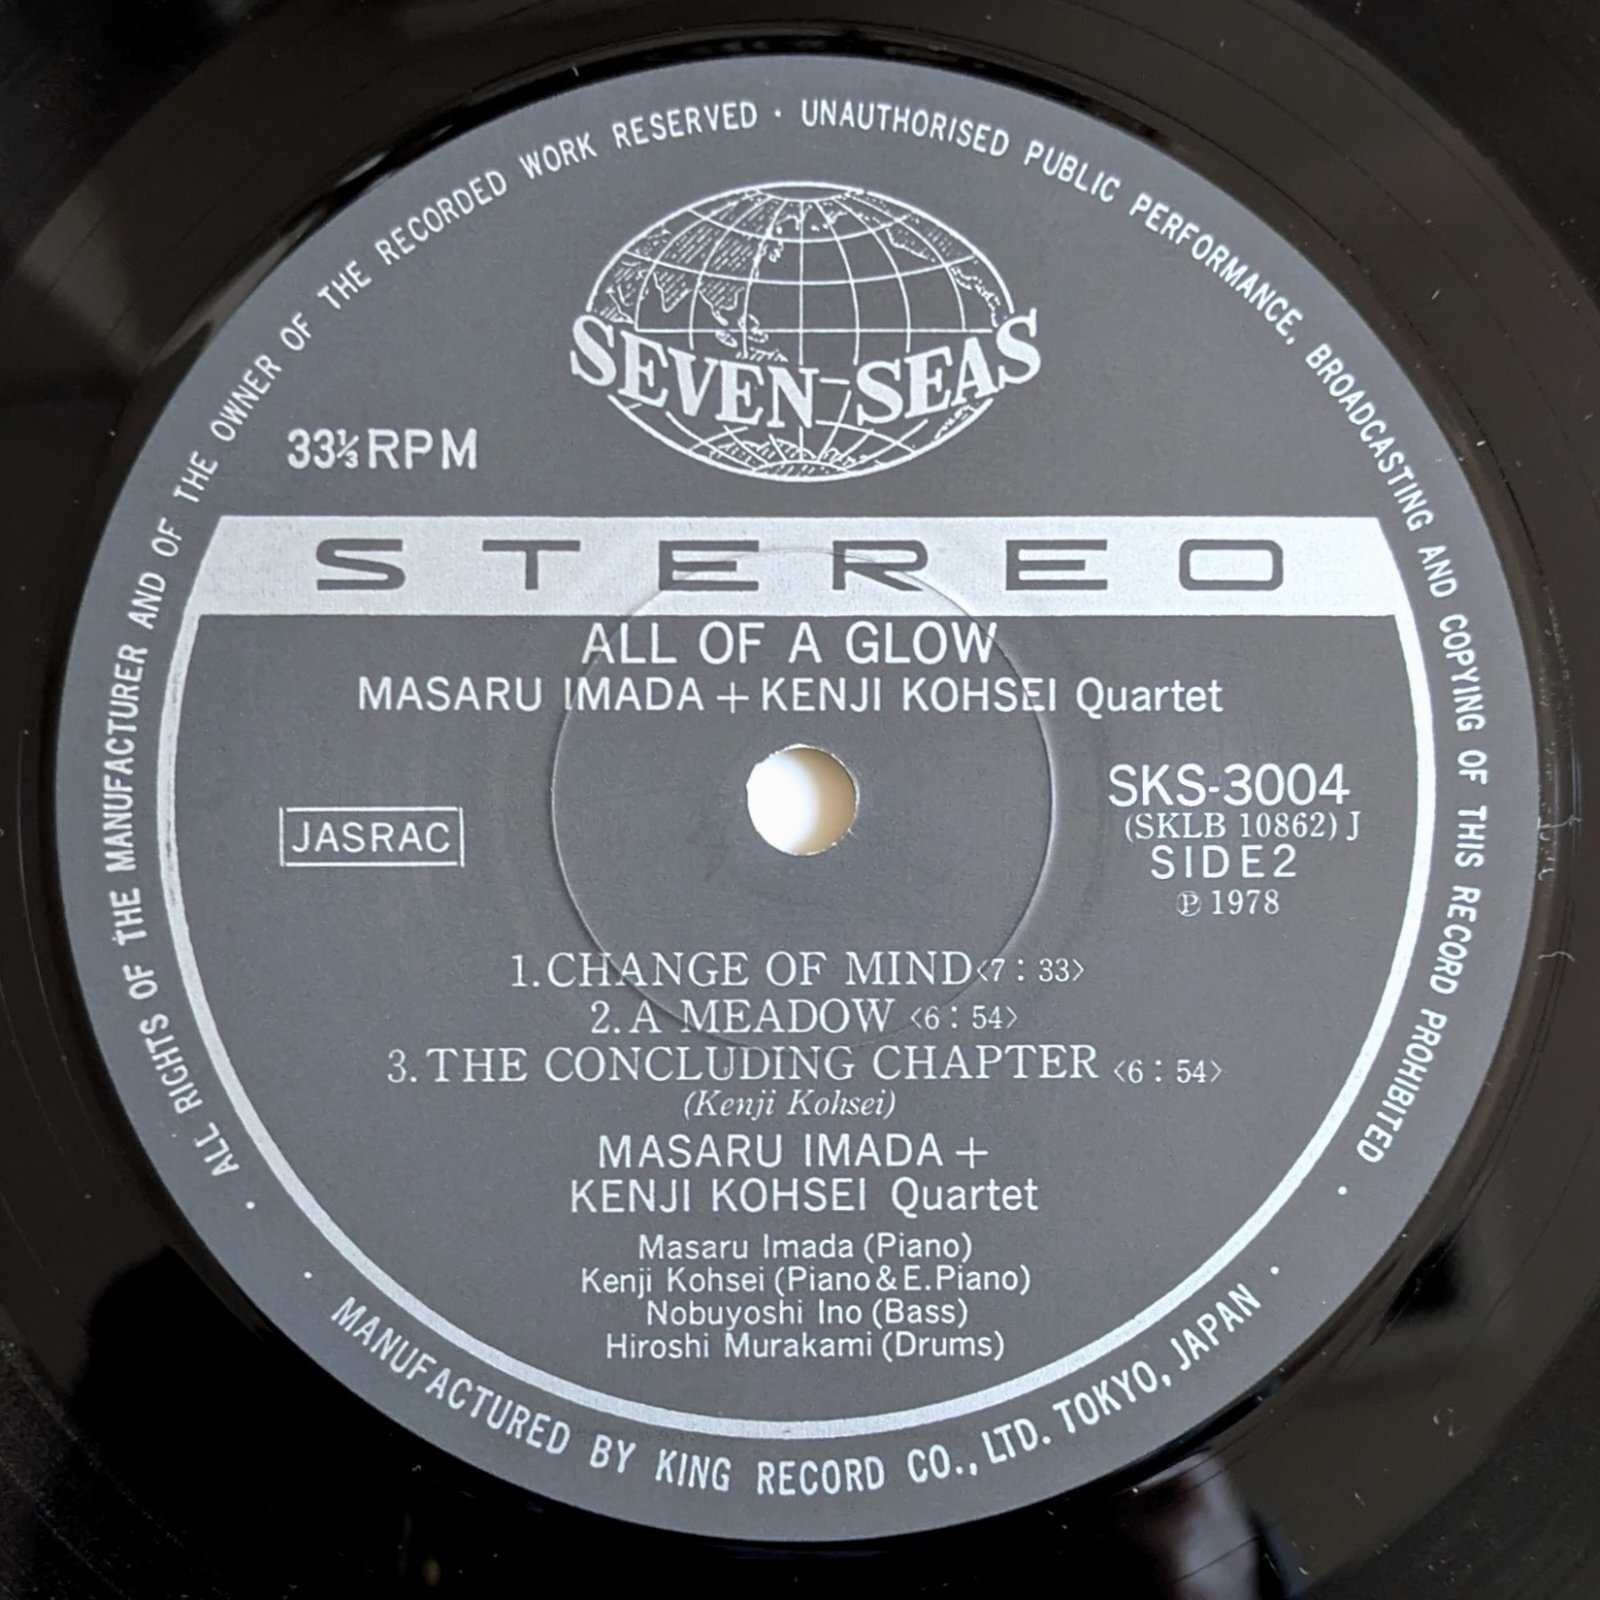 ALL RIGHTS OF THE MANUFACTURER AND OF THE OWNER OF THE RECORDED WORK RESERVED · UNAUTHORISED PUBLIC PERFORMANCE, BROADCASTING AND COPYING OF THIS RECORD PROHIBITED
SEVEN-SEAS
33⅓RPM
STEREO
ALL OF A GLOW
MASARU IMADA+KENJI KOHSEI Quartet
SKS-3004
(SKLB 10862) J
JASRAC
SIDE2
℗ 1978
1.CHANGE OF MIND<7:33>
2.A MEADOW <6:54>
3.THE CONCLUDING CHAPTER <6:54>
(Kenji Kohsei)
MASARU IMADA+
KENJI KOHSEI Quartet
Masaru Imada (Piano)
Kenji Kohsei (Piano&E.Piano)
Nobuyoshi Ino (Bass)
Hiroshi Murakami (Drums)
· MANUFACTURED BY KING RECORD CO., LTD. TOKYO, JAPAN ·